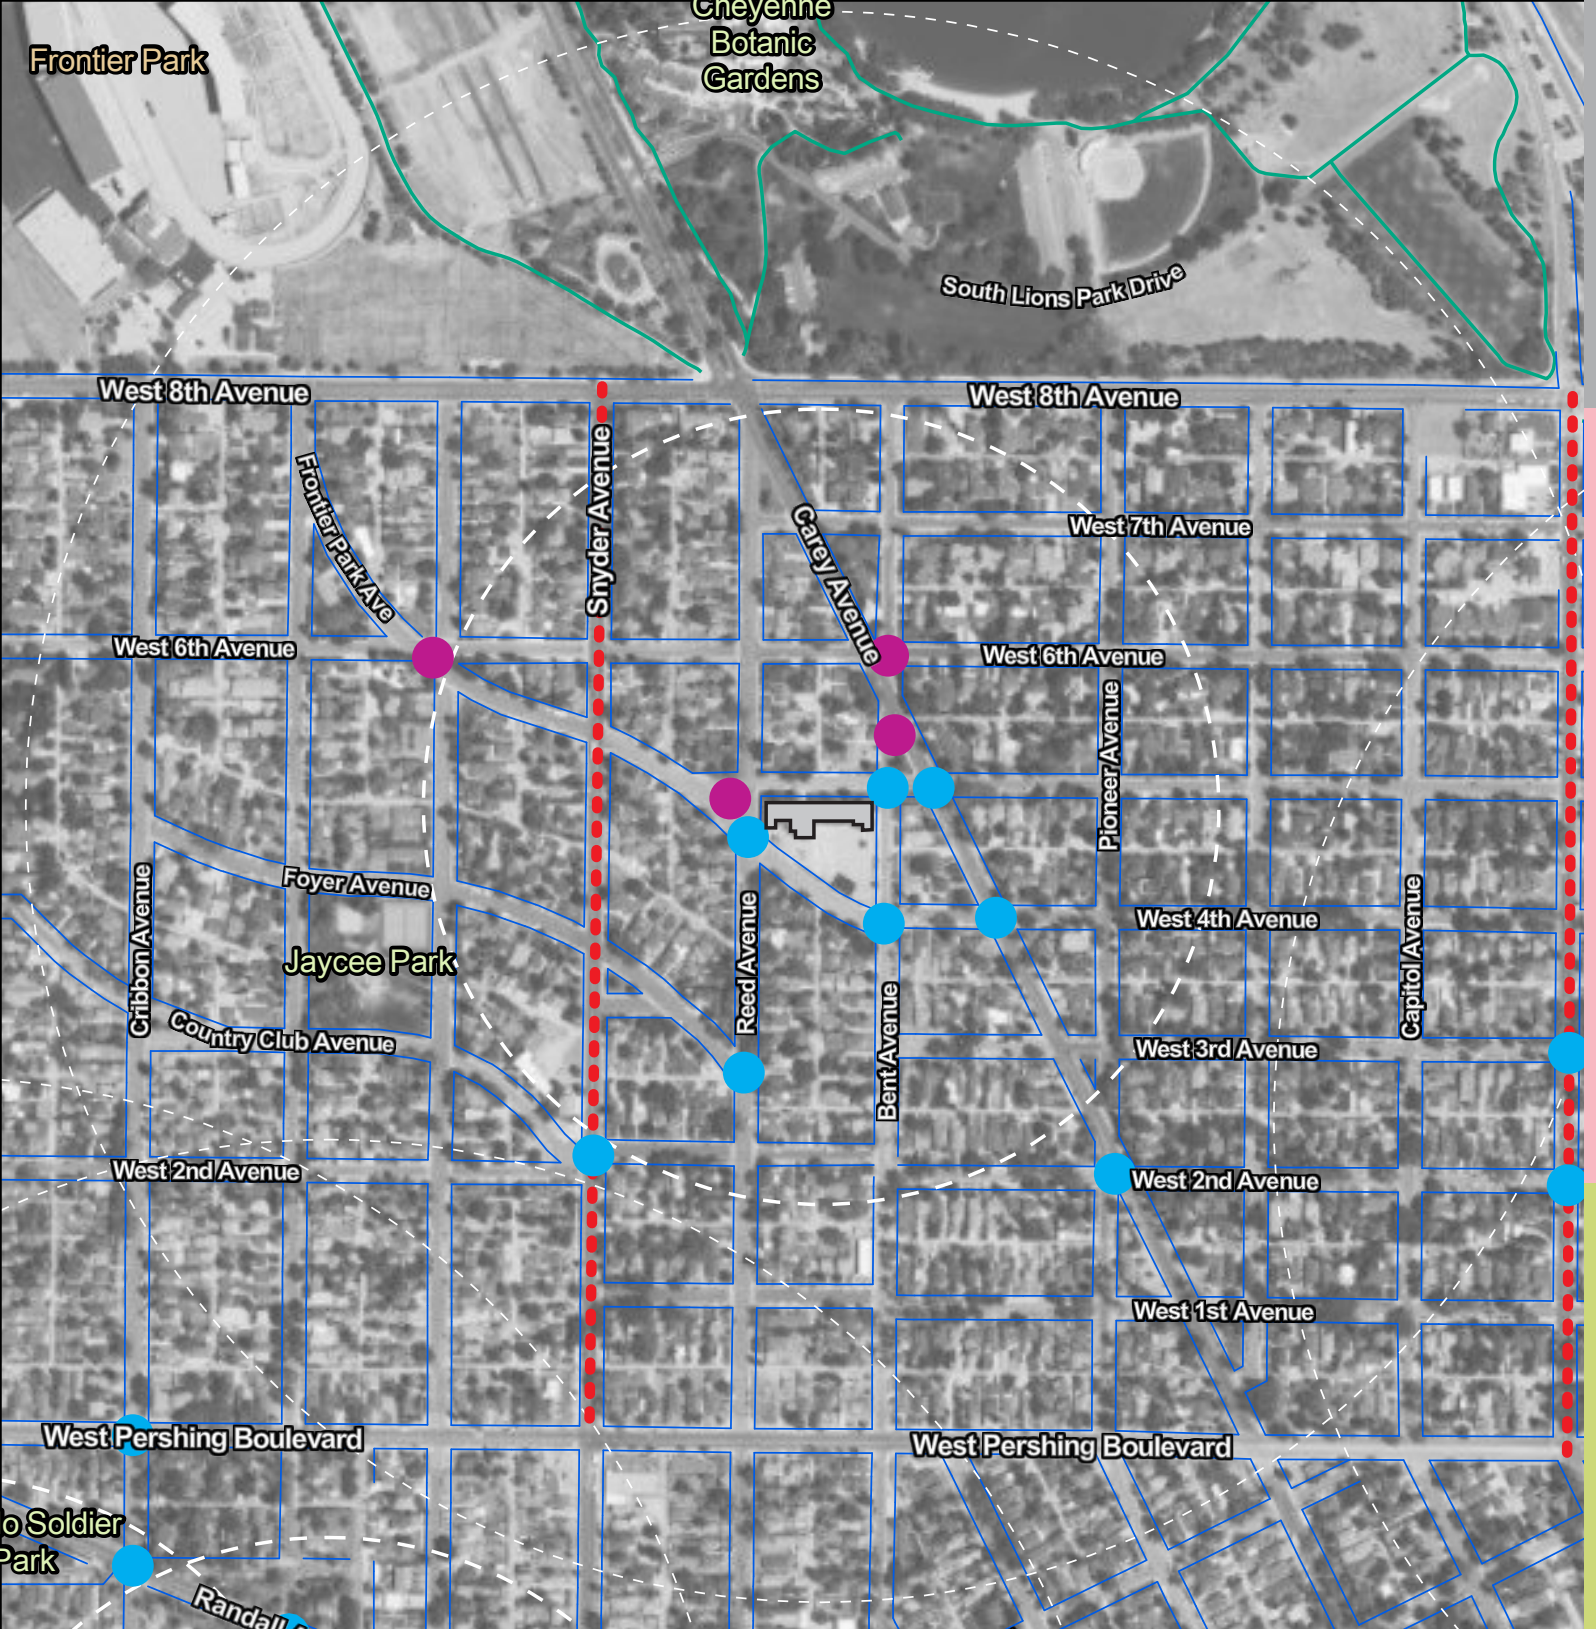 Cheyenne
Botanic
Gardens
Frontier Park
South Lions Park Drive
West 8th Avenue
West 8th Avenue
Frontier Park Ave
Snyder Avenue
Carey Avenue
West 7th Avenue
West 6th Avenue
West 6th Avenue
Pioneer Avenue
Foyer Avenue
Cribbon Avenue
Reed Avenue
West 4th Avenue
Capitol Avenue
Jaycee Park
Bent Avenue
Country Club Avenue
West 3rd Avenue
West 2nd Avenue
West 2nd Avenue
West 1st Avenue
West Pershing Boulevard
West Pershing Boulevard
o Soldier
Park
Randall